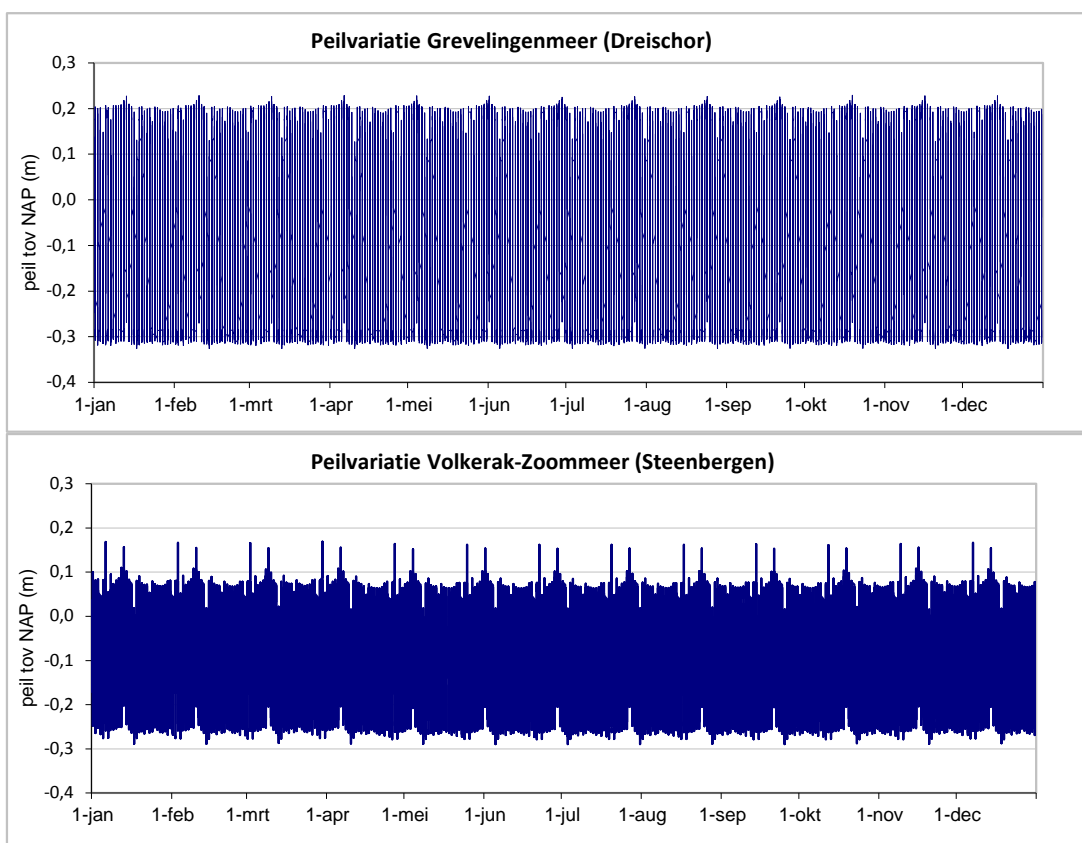 Peilvariatie Grevelingenmeer (Dreischor)
peil tov NAP (m)
0,3
0,2
0,1
0,0
-0,1
-0,2
-0,3
-0,4
1-jan 1-feb 1-mrt 1-apr 1-mei 1-jun 1-jul 1-aug 1-sep 1-okt 1-nov 1-dec
Peilvariatie Volkerak-Zoommeer (Steenbergen)
peil tov NAP (m)
0,3
0,2
0,1
0,0
-0,1
-0,2
-0,3
-0,4
1-jan 1-feb 1-mrt 1-apr 1-mei 1-jun 1-jul 1-aug 1-sep 1-okt 1-nov 1-dec